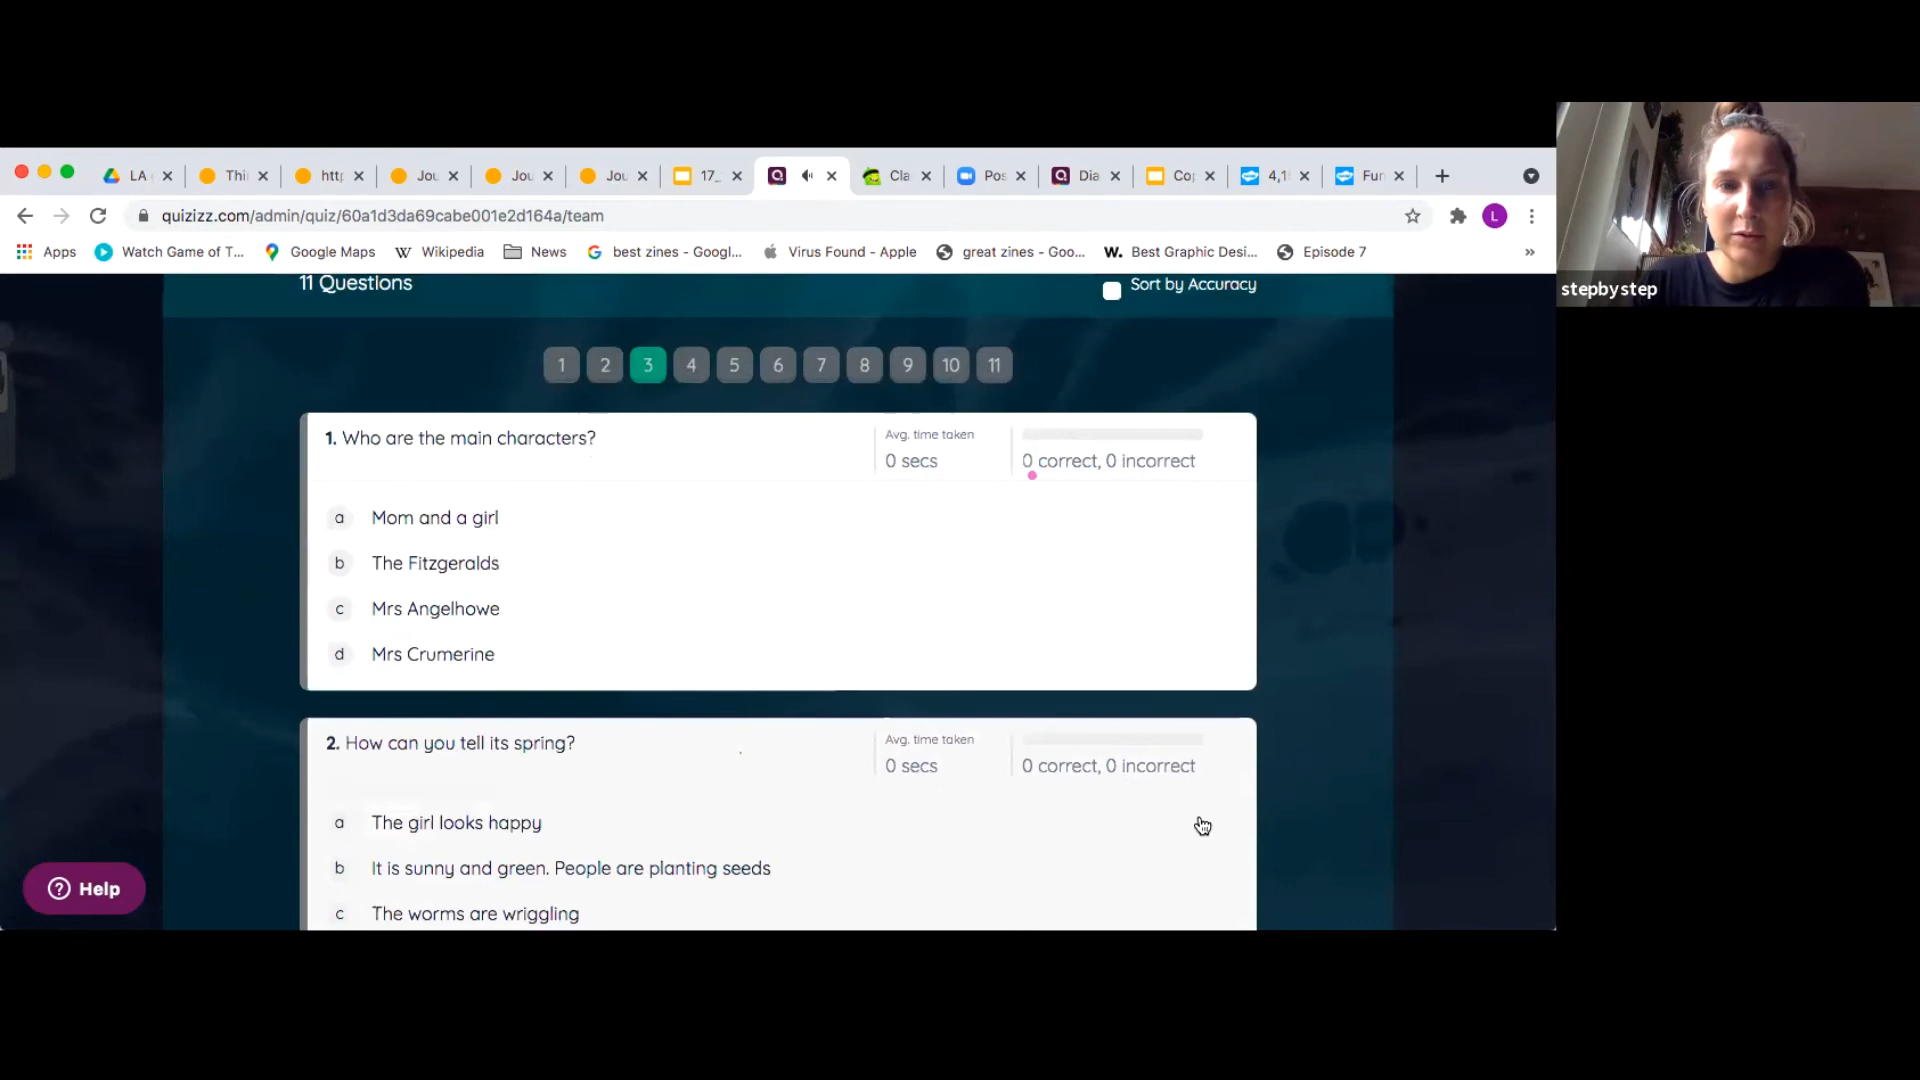 LA
Thi
http
Jou
Jou
Jou
17_
Cla
Pos
Dia
Cop
4,1
Fun
quizizz.com/admin/quiz/60a1d3da69cabe001e2d164a/team
L
Apps
Watch Game of T...
Google Maps
Wikipedia
News
best zines - Googl...
Virus Found - Apple
great zines - Goo...
Best Graphic Desi...
Episode 7
»
11 Questions
Sort by Accuracy
1 2 3 4 5 6 7 8 9 10 11
1. Who are the main characters?
Avg. time taken
0 secs
0 correct, 0 incorrect
a Mom and a girl
b The Fitzgeralds
c Mrs Angelhowe
d Mrs Crumerine
2. How can you tell its spring?
Avg. time taken
0 secs
0 correct, 0 incorrect
a The girl looks happy
b It is sunny and green. People are planting seeds
c The worms are wriggling
Help
stepbystep